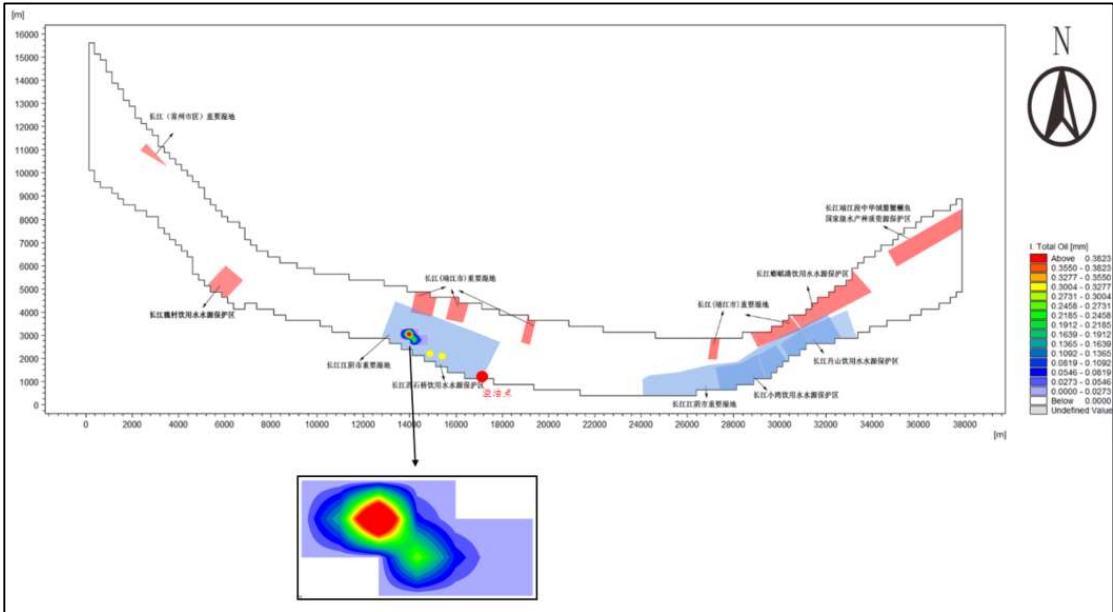 [m]
16000
15000
14000
13000
12000
11000
10000
9000
8000
7000
6000
5000
4000
3000
2000
1000
0
0 2000 4000 6000 8000 10000 12000 14000 16000 18000 20000 22000 24000 26000 28000 30000 32000 34000 36000 38000
[m]
长江（常州市区）重要湿地
长江魏村饮用水水源保护区
长江(靖江市)重要湿地
长江江阴市重要湿地
长江西石桥饮用水水源保护区
溢油点
长江靖江段中华绒螯蟹鳜鱼
国家级水产种质资源保护区
长江蟛蜞港饮用水水源保护区
长江(靖江市)重要湿地
长江肖山饮用水水源保护区
长江小湾饮用水水源保护区
长江江阴市重要湿地
N
I. Total Oil [mm]
Above 0.3823
0.3550 - 0.3823
0.3277 - 0.3550
0.3004 - 0.3277
0.2731 - 0.3004
0.2458 - 0.2731
0.2185 - 0.2458
0.1912 - 0.2185
0.1639 - 0.1912
0.1365 - 0.1639
0.1092 - 0.1365
0.0819 - 0.1092
0.0546 - 0.0819
0.0273 - 0.0546
0.0000 - 0.0273
Below 0.0000
Undefined Value